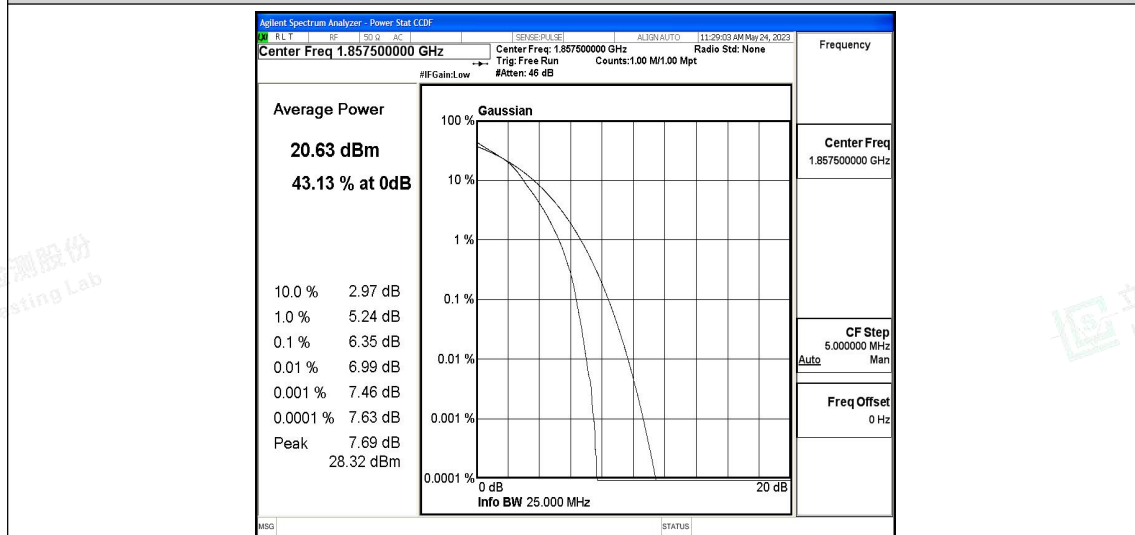 Agilent Spectrum Analyzer - Power Stat CCDF
LXI RLT RF 50 Ω AC SENSE:PULSE ALIGN AUTO 11:29:03 AM May 24, 2023
Center Freq 1.857500000 GHz
Center Freq: 1.857500000 GHz Radio Std: None
Trig: Free Run Counts:1.00 M/1.00 Mpt
#IFGain:Low #Atten: 46 dB
Average Power
20.63 dBm
43.13 % at 0dB
10.0 % 2.97 dB
1.0 % 5.24 dB
0.1 % 6.35 dB
0.01 % 6.99 dB
0.001 % 7.46 dB
0.0001 % 7.63 dB
Peak 7.69 dB
28.32 dBm
Gaussian
100 %
10 %
1 %
0.1 %
0.01 %
0.001 %
0.0001 %
0 dB 20 dB
Info BW 25.000 MHz
Frequency
Center Freq
1.857500000 GHz
CF Step
5.000000 MHz
Auto Man
Freq Offset
0 Hz
MSG STATUS
测股份
esting Lab
立